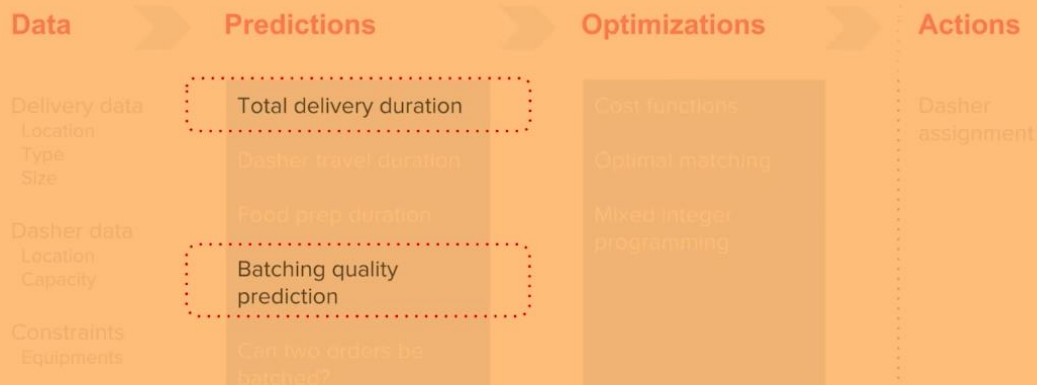 Data
Predictions
Optimizations
Actions
Delivery data
Location
Type
Size
Dasher data
Location
Capacity
Constraints
Equipments
Total delivery duration
Dasher travel duration
Food prep duration
Batching quality
prediction
Can two orders be
batched?
Cost functions
Optimal matching
Mixed integer
programming
Dasher
assignment